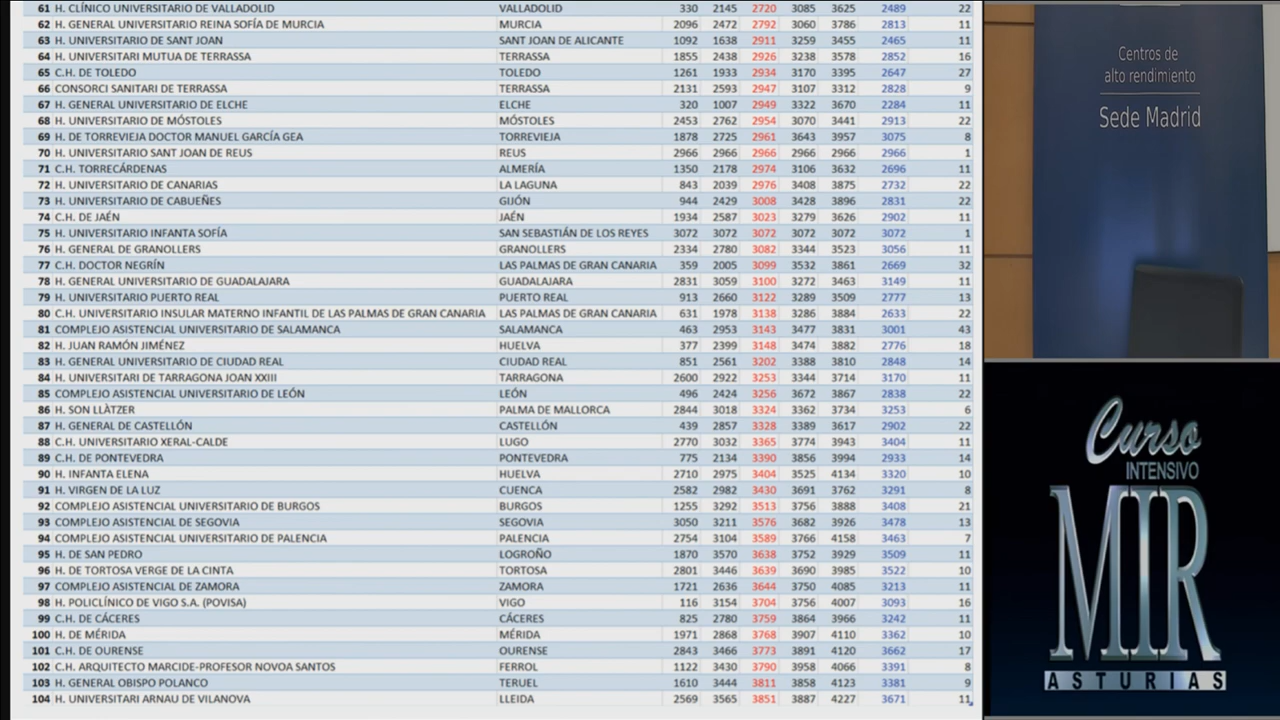 61 H. CLÍNICO UNIVERSITARIO DE VALLADOLID VALLADOLID 330 2145 2720 3085 3625 2489 22
62 H. GENERAL UNIVERSITARIO REINA SOFÍA DE MURCIA MURCIA 2096 2472 2792 3060 3786 2813 11
63 H. UNIVERSITARIO DE SANT JOAN SANT JOAN DE ALICANTE 1092 1638 2911 3259 3455 2465 11
64 H. UNIVERSITARI MUTUA DE TERRASSA TERRASSA 1855 2438 2926 3238 3578 2852 16
65 C.H. DE TOLEDO TOLEDO 1261 1933 2934 3170 3395 2647 27
66 CONSORCI SANITARI DE TERRASSA TERRASSA 2131 2593 2947 3107 3312 2828 9
67 H. GENERAL UNIVERSITARIO DE ELCHE ELCHE 320 1007 2949 3322 3670 2284 11
68 H. UNIVERSITARIO DE MÓSTOLES MÓSTOLES 2453 2762 2954 3070 3441 2913 22
69 H. DE TORREVIEJA DOCTOR MANUEL GARCÍA GEA TORREVIEJA 1878 2725 2961 3643 3957 3075 8
70 H. UNIVERSITARIO SANT JOAN DE REUS REUS 2966 2966 2966 2966 2966 2966 1
71 C.H. TORRECÁRDENAS ALMERÍA 1350 2178 2974 3106 3632 2696 11
72 H. UNIVERSITARIO DE CANARIAS LA LAGUNA 843 2039 2976 3408 3875 2732 22
73 H. UNIVERSITARIO DE CABUEÑES GIJÓN 944 2429 3008 3428 3896 2831 22
74 C.H. DE JAÉN JAÉN 1934 2587 3023 3279 3626 2902 11
75 H. UNIVERSITARIO INFANTA SOFÍA SAN SEBASTIÁN DE LOS REYES 3072 3072 3072 3072 3072 3072 1
76 H. GENERAL DE GRANOLLERS GRANOLLERS 2334 2780 3082 3344 3523 3056 11
77 C.H. DOCTOR NEGRÍN LAS PALMAS DE GRAN CANARIA 359 2005 3099 3532 3861 2669 32
78 H. GENERAL UNIVERSITARIO DE GUADALAJARA GUADALAJARA 2831 3059 3100 3272 3463 3149 11
79 H. UNIVERSITARIO PUERTO REAL PUERTO REAL 913 2660 3122 3289 3509 2777 13
80 C.H. UNIVERSITARIO INSULAR MATERNO INFANTIL DE LAS PALMAS DE GRAN CANARIA LAS PALMAS DE GRAN CANARIA 631 1978 3138 3286 3884 2633 22
81 COMPLEJO ASISTENCIAL UNIVERSITARIO DE SALAMANCA SALAMANCA 463 2953 3143 3477 3831 3001 43
82 H. JUAN RAMÓN JIMÉNEZ HUELVA 377 2399 3148 3474 3882 2776 18
83 H. GENERAL UNIVERSITARIO DE CIUDAD REAL CIUDAD REAL 851 2561 3202 3388 3810 2848 14
84 H. UNIVERSITARI DE TARRAGONA JOAN XXIII TARRAGONA 2600 2922 3253 3344 3714 3170 11
85 COMPLEJO ASISTENCIAL UNIVERSITARIO DE LEÓN LEÓN 496 2424 3256 3672 3867 2838 22
86 H. SON LLÀTZER PALMA DE MALLORCA 2844 3018 3324 3362 3734 3253 6
87 H. GENERAL DE CASTELLÓN CASTELLÓN 439 2857 3328 3389 3617 2902 22
88 C.H. UNIVERSITARIO XERAL-CALDE LUGO 2770 3032 3365 3774 3943 3404 11
89 C.H. DE PONTEVEDRA PONTEVEDRA 775 2134 3390 3856 3994 2933 14
90 H. INFANTA ELENA HUELVA 2710 2975 3404 3525 4134 3320 10
91 H. VIRGEN DE LA LUZ CUENCA 2582 2982 3430 3691 3762 3291 8
92 COMPLEJO ASISTENCIAL UNIVERSITARIO DE BURGOS BURGOS 1255 3292 3513 3756 3888 3408 21
93 COMPLEJO ASISTENCIAL DE SEGOVIA SEGOVIA 3050 3211 3576 3682 3926 3478 13
94 COMPLEJO ASISTENCIAL UNIVERSITARIO DE PALENCIA PALENCIA 2754 3104 3589 3766 4158 3463 7
95 H. DE SAN PEDRO LOGROÑO 1870 3570 3638 3752 3929 3509 11
96 H. DE TORTOSA VERGE DE LA CINTA TORTOSA 2801 3446 3639 3690 3985 3522 10
97 COMPLEJO ASISTENCIAL DE ZAMORA ZAMORA 1721 2636 3644 3750 4085 3213 11
98 H. POLICLÍNICO DE VIGO S.A. (POVISA) VIGO 116 3154 3704 3756 4007 3093 16
99 C.H. DE CÁCERES CÁCERES 825 2780 3759 3864 3966 3242 11
100 H. DE MÉRIDA MÉRIDA 1971 2868 3768 3907 4110 3362 10
101 C.H. DE OURENSE OURENSE 2843 3466 3773 3891 4120 3662 17
102 C.H. ARQUITECTO MARCIDE-PROFESOR NOVOA SANTOS FERROL 1122 3430 3790 3958 4066 3391 8
103 H. GENERAL OBISPO POLANCO TERUEL 1610 3444 3811 3858 4123 3381 9
104 H. UNIVERSITARI ARNAU DE VILANOVA LLEIDA 2569 3565 3851 3887 4227 3671 11
Centros de
alto rendimiento
Sede Madrid
Curso
INTENSIVO
MIR
ASTURIAS